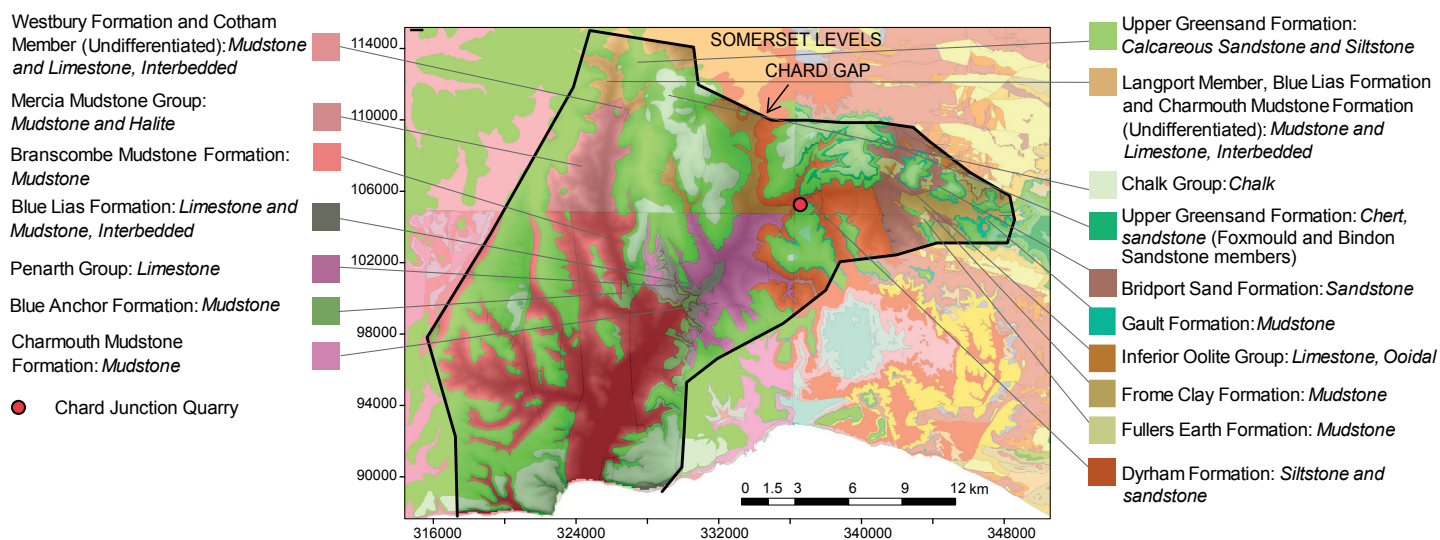 Westbury Formation and Cotham
Member (Undifferentiated): Mudstone
and Limestone, Interbedded
Mercia Mudstone Group:
Mudstone and Halite
Branscombe Mudstone Formation:
Mudstone
Blue Lias Formation: Limestone and
Mudstone, Interbedded
Penarth Group: Limestone
Blue Anchor Formation: Mudstone
Charmouth Mudstone
Formation: Mudstone
Chard Junction Quarry
114000
110000
106000
102000
98000
94000
90000
SOMERSET LEVELS
CHARD GAP
0 1.5 3 6 9 12 km
316000 324000 332000 340000 348000
Upper Greensand Formation:
Calcareous Sandstone and Siltstone
Langport Member, Blue Lias Formation
and Charmouth Mudstone Formation
(Undifferentiated): Mudstone and
Limestone, Interbedded
Chalk Group: Chalk
Upper Greensand Formation: Chert,
sandstone (Foxmould and Bindon
Sandstone members)
Bridport Sand Formation: Sandstone
Gault Formation: Mudstone
Inferior Oolite Group: Limestone, Ooidal
Frome Clay Formation: Mudstone
Fullers Earth Formation: Mudstone
Dyrham Formation: Siltstone and
sandstone